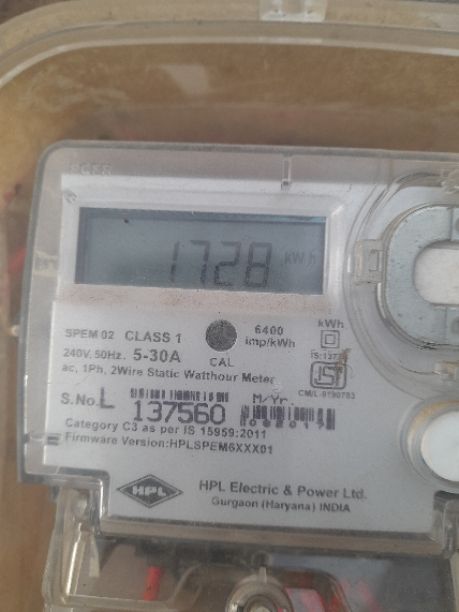 1728 kWh
SPEM 02 CLASS 1
6400 imp/kWh
kWh
240V, 50Hz. 5-30A
CAL
ac, 1Ph, 2Wire Static Watthour Meter
CM/L-9190793
S.No. L 137560
M/Yr.
Category C3 as per IS 15959:2011
Firmware Version:HPLSPEM6XXX01
HPL
HPL Electric & Power Ltd.
Gurgaon (Haryana) INDIA